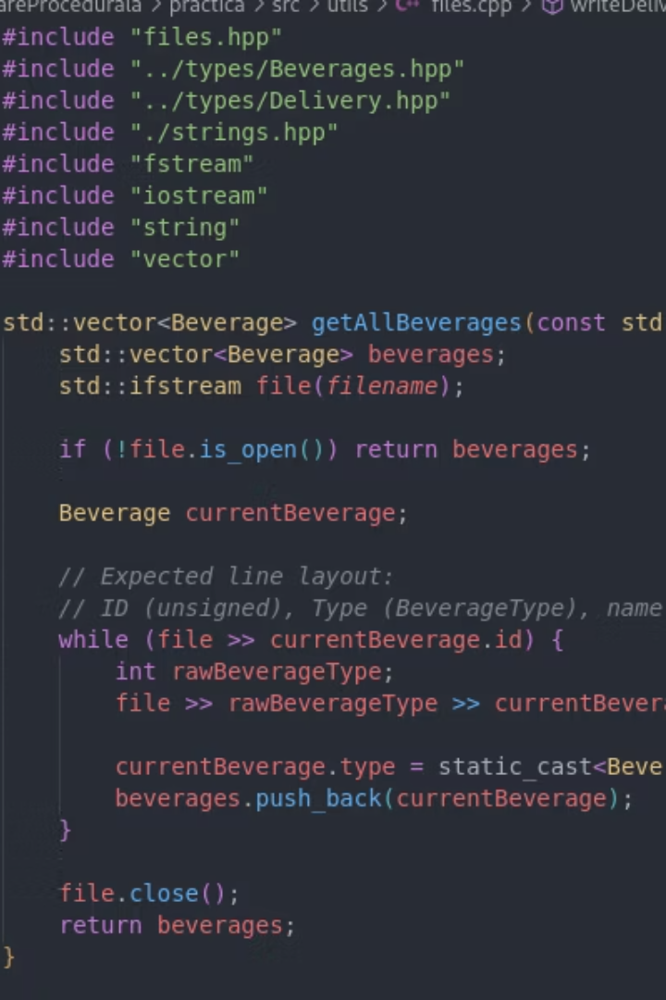 areProcedurala > practica > src > utils > C++ files.cpp > writeDeliv
#include "files.hpp"
#include "../types/Beverages.hpp"
#include "../types/Delivery.hpp"
#include "./strings.hpp"
#include "fstream"
#include "iostream"
#include "string"
#include "vector"
std::vector<Beverage> getAllBeverages(const std
std::vector<Beverage> beverages;
std::ifstream file(filename);
if (!file.is_open()) return beverages;
Beverage currentBeverage;
// Expected line layout:
// ID (unsigned), Type (BeverageType), name
while (file >> currentBeverage.id) {
int rawBeverageType;
file >> rawBeverageType >> currentBevera
currentBeverage.type = static_cast<Beve
beverages.push_back(currentBeverage);
}
file.close();
return beverages;
}